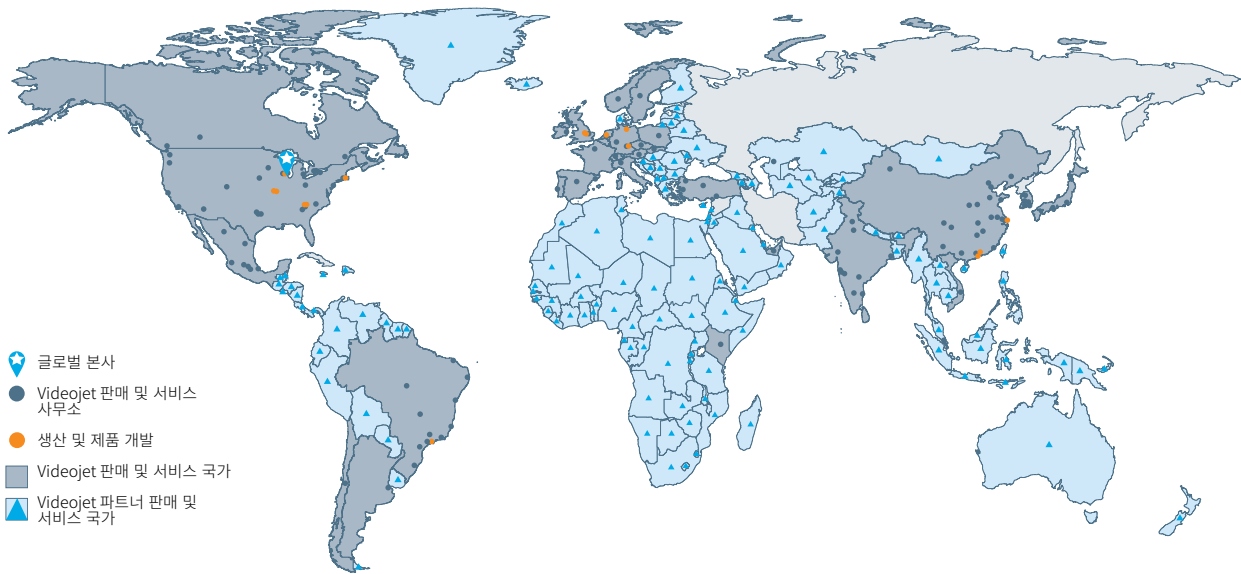 글로벌 본사
Videojet 판매 및 서비스
사무소
생산 및 제품 개발
Videojet 판매 및 서비스 국가
Videojet 파트너 판매 및
서비스 국가